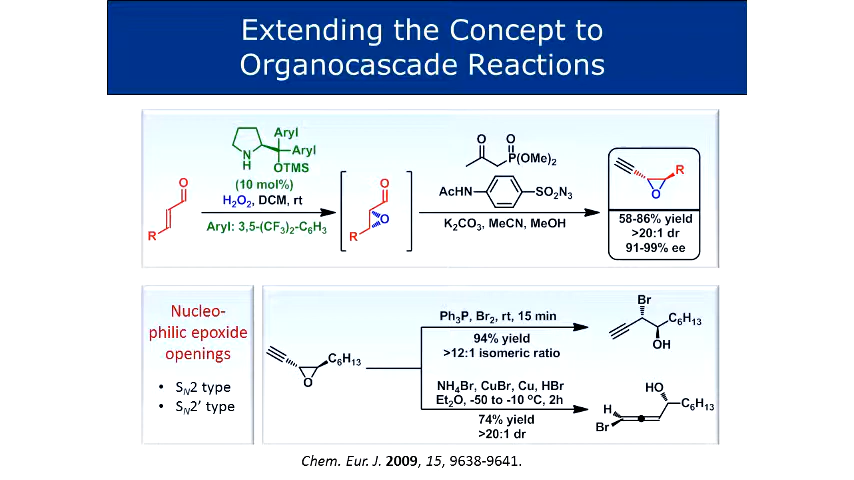 Extending the Concept to
Organocascade Reactions
Aryl
Aryl
N
H
OTMS
(10 mol%)
H₂O₂, DCM, rt
Aryl: 3,5-(CF₃)₂-C₆H₃
O
R
O
O
R
O
O
P(OMe)₂
AcHN
SO₂N₃
K₂CO₃, MeCN, MeOH
R
O
58-86% yield
>20:1 dr
91-99% ee
Nucleo-
philic epoxide
openings
• S_N2 type
• S_N2' type
C₆H₁₃
O
Ph₃P, Br₂, rt, 15 min
94% yield
>12:1 isomeric ratio
Br
C₆H₁₃
OH
NH₄Br, CuBr, Cu, HBr
Et₂O, -50 to -10 ºC, 2h
74% yield
>20:1 dr
HO
C₆H₁₃
H
Br
Chem. Eur. J. 2009, 15, 9638-9641.